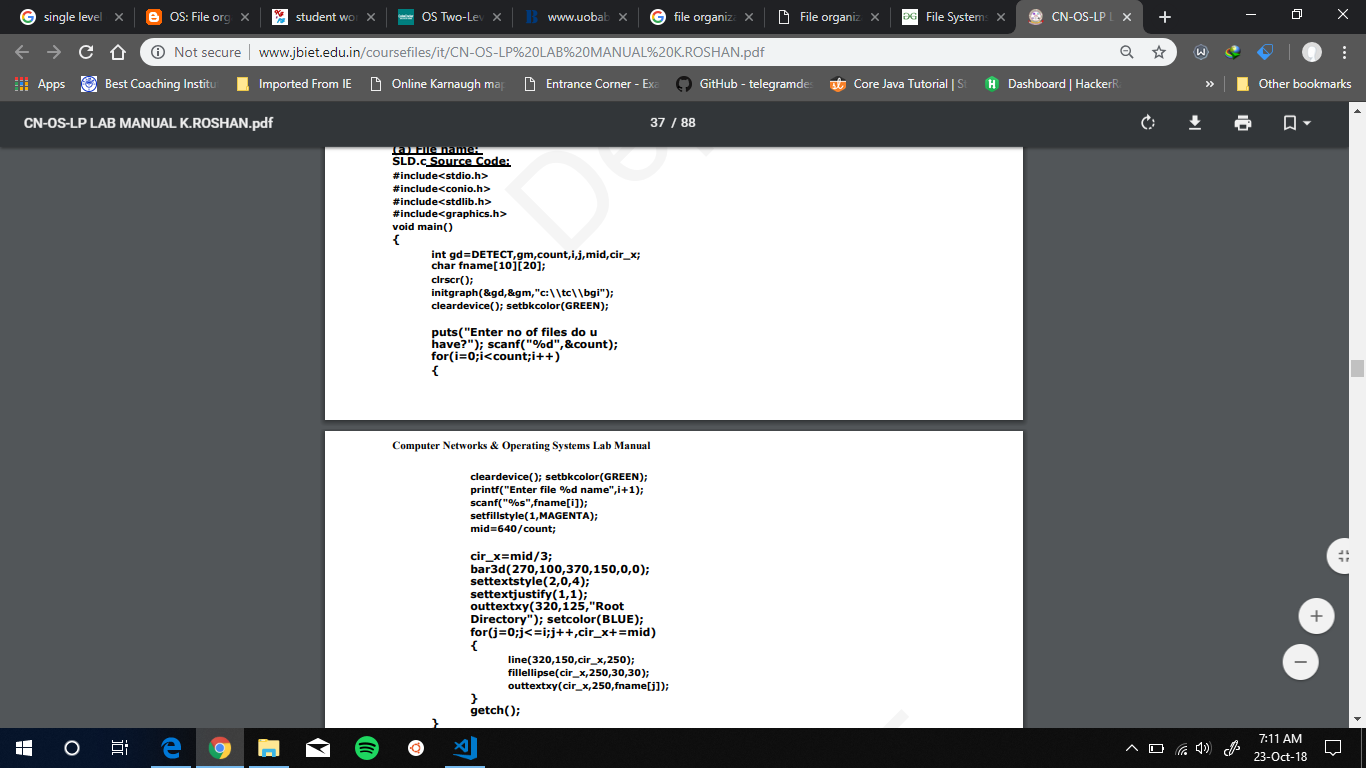 single level
OS: File org
student wo
OS Two-Lev
www.uobab
file organiza
File organiz
File Systems
CN-OS-LP L
Not secure | www.jbiet.edu.in/coursefiles/it/CN-OS-LP%20LAB%20MANUAL%20K.ROSHAN.pdf
Apps
Best Coaching Institu
Imported From IE
Online Karnaugh map
Entrance Corner - Exa
GitHub - telegramdes
Core Java Tutorial | St
Dashboard | HackerRa
»
Other bookmarks
CN-OS-LP LAB MANUAL K.ROSHAN.pdf
37 / 88
(a) File name:
SLD.c Source Code:
#include<stdio.h>
#include<conio.h>
#include<stdlib.h>
#include<graphics.h>
void main()
{
int gd=DETECT,gm,count,i,j,mid,cir_x;
char fname[10][20];
clrscr();
initgraph(&gd,&gm,"c:\\tc\\bgi");
cleardevice(); setbkcolor(GREEN);
puts("Enter no of files do u
have?"); scanf("%d",&count);
for(i=0;i<count;i++)
{
Computer Networks & Operating Systems Lab Manual
cleardevice(); setbkcolor(GREEN);
printf("Enter file %d name",i+1);
scanf("%s",fname[i]);
setfillstyle(1,MAGENTA);
mid=640/count;
cir_x=mid/3;
bar3d(270,100,370,150,0,0);
settextstyle(2,0,4);
settextjustify(1,1);
outtextxy(320,125,"Root
Directory"); setcolor(BLUE);
for(j=0;j<=i;j++,cir_x+=mid)
{
line(320,150,cir_x,250);
fillellipse(cir_x,250,30,30);
outtextxy(cir_x,250,fname[j]);
}
getch();
}
7:11 AM
23-Oct-18